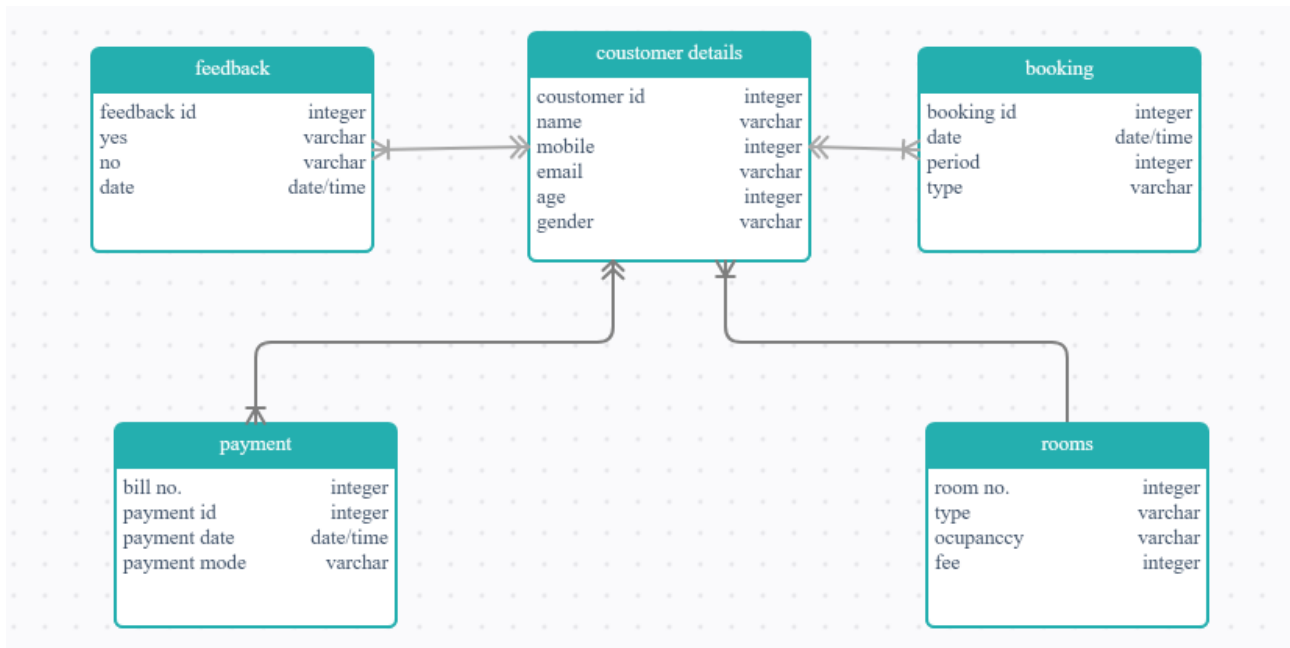 feedback
feedback id integer
yes varchar
no varchar
date date/time
coustomer details
coustomer id integer
name varchar
mobile integer
email varchar
age integer
gender varchar
booking
booking id integer
date date/time
period integer
type varchar
payment
bill no. integer
payment id integer
payment date date/time
payment mode varchar
rooms
room no. integer
type varchar
ocupanccy varchar
fee integer